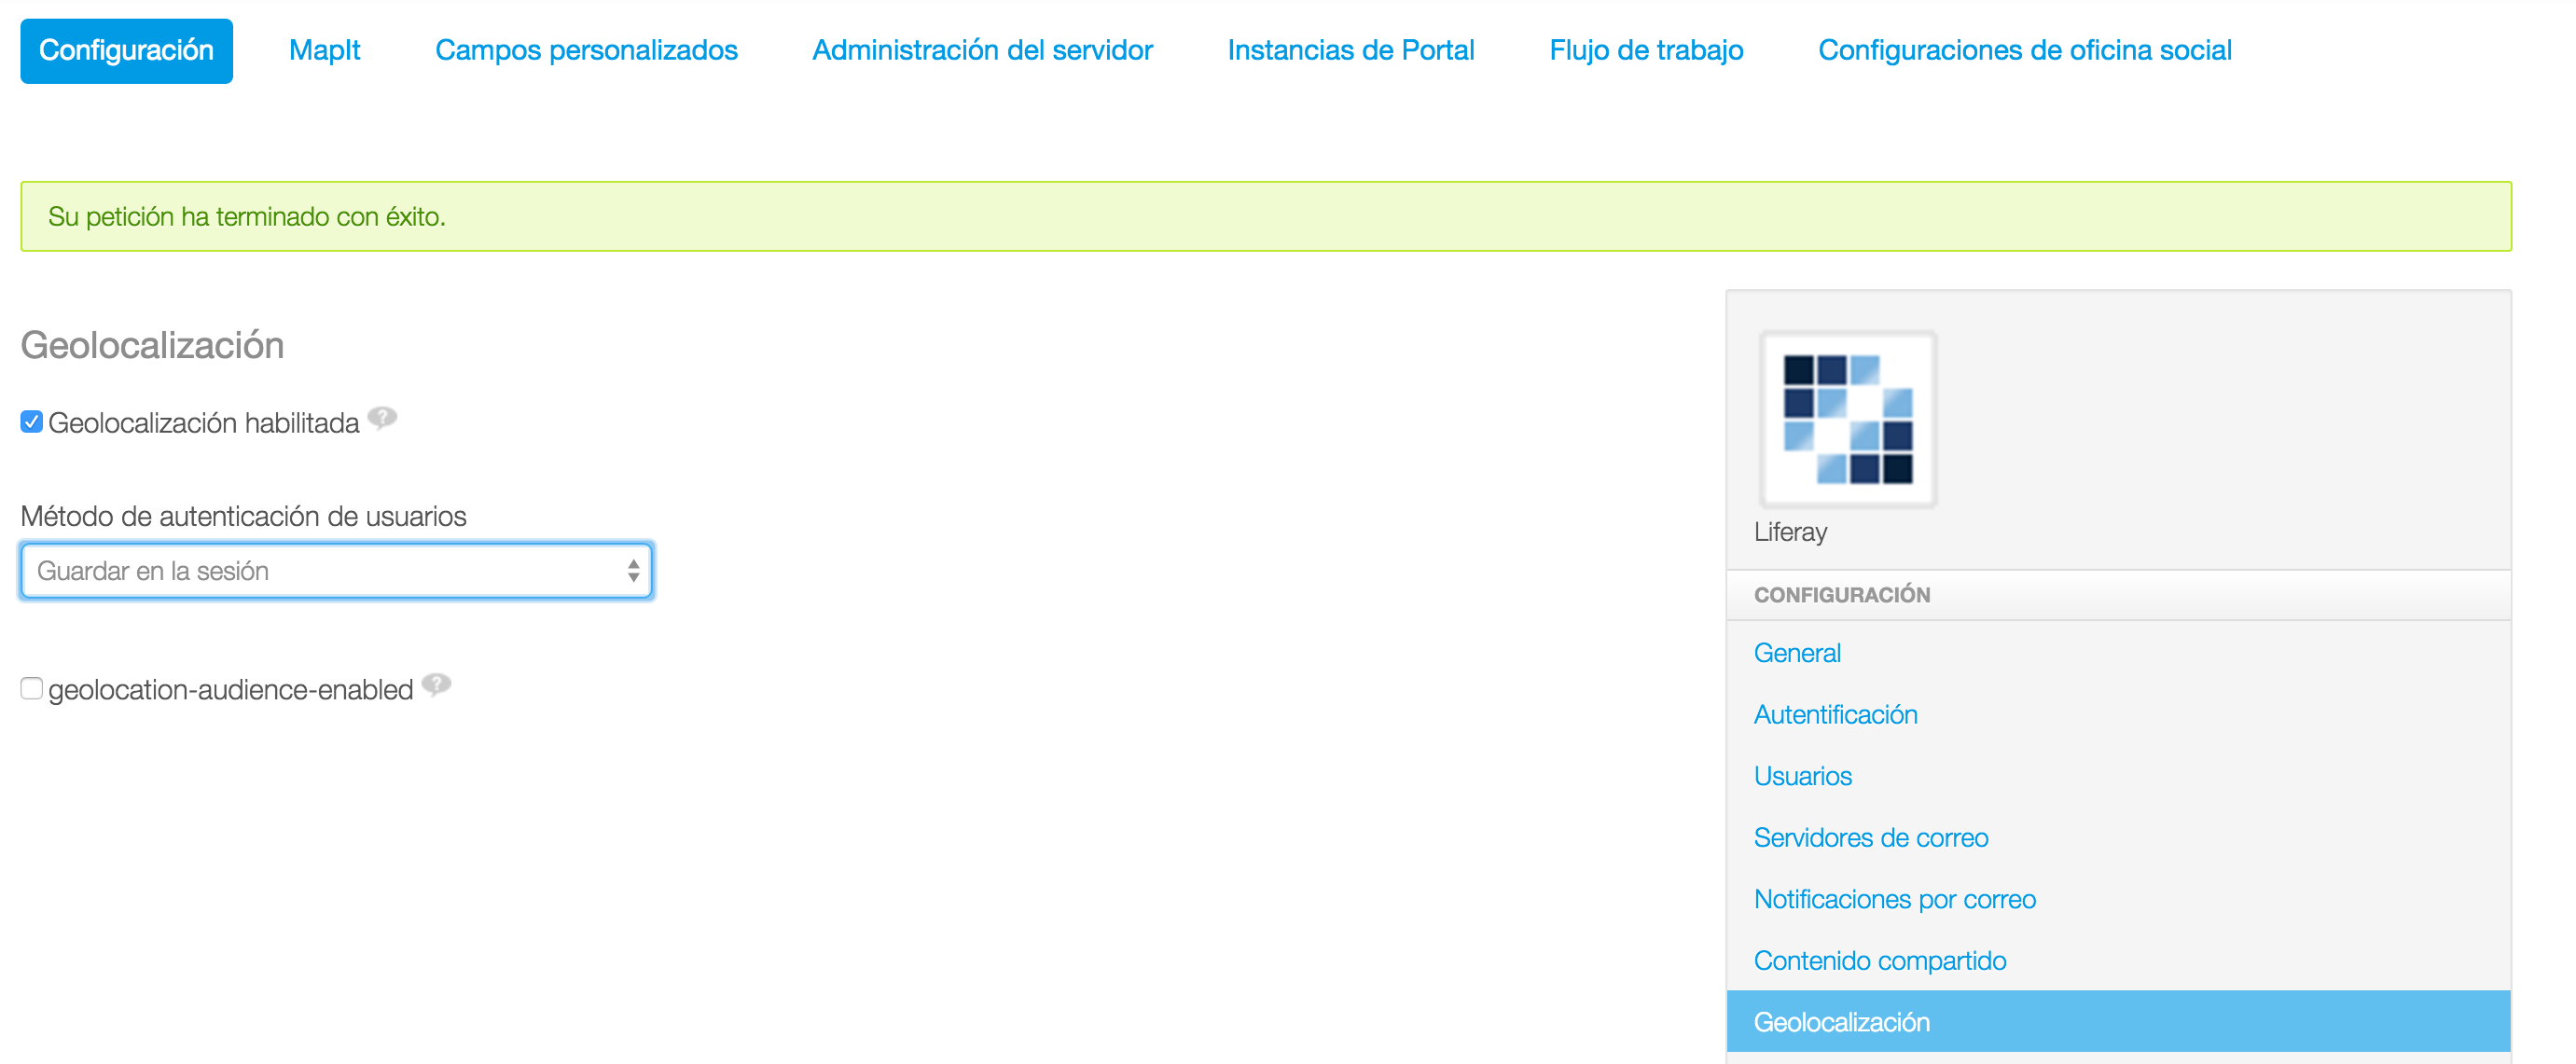 Configuración MapIt Campos personalizados Administración del servidor Instancias de Portal Flujo de trabajo Configuraciones de oficina social
Su petición ha terminado con éxito.
Geolocalización
Geolocalización habilitada ?
Método de autenticación de usuarios
Guardar en la sesión
geolocation-audience-enabled ?
Liferay
CONFIGURACIÓN
General
Autentificación
Usuarios
Servidores de correo
Notificaciones por correo
Contenido compartido
Geolocalización